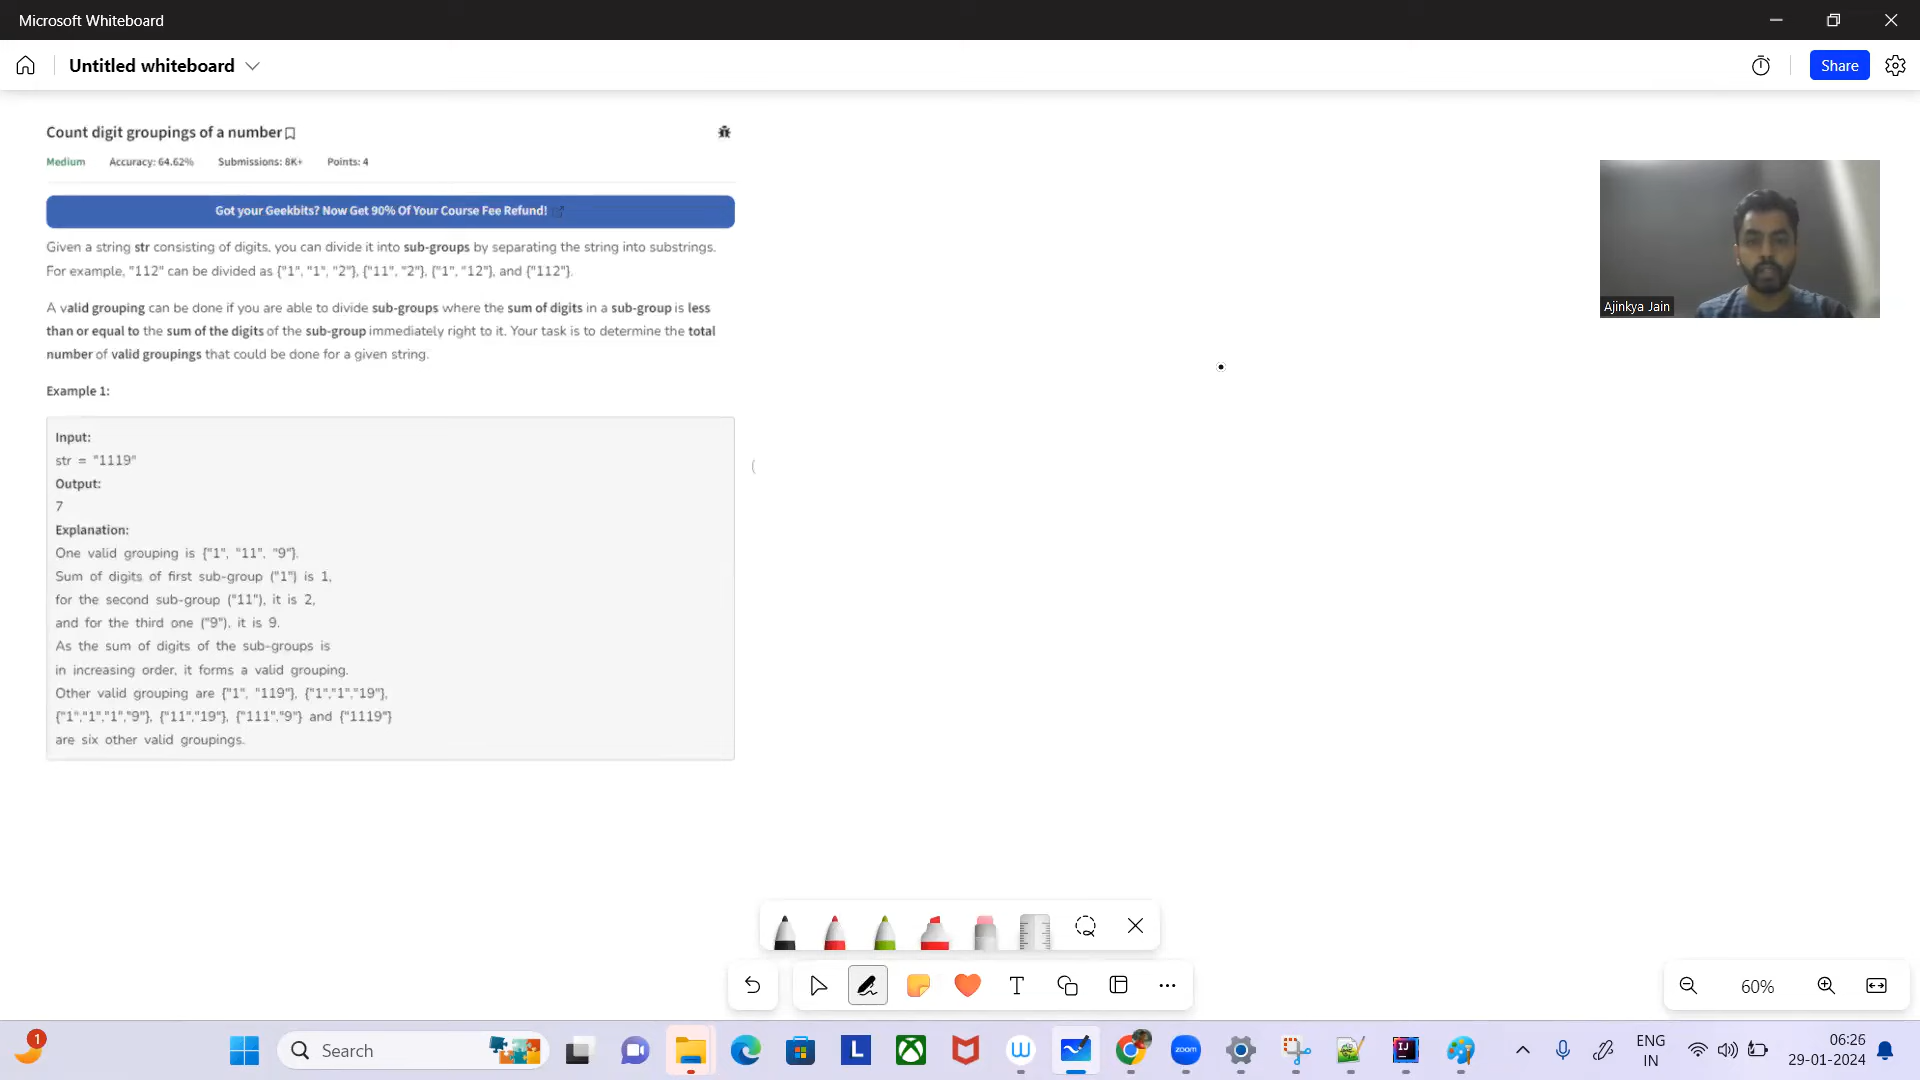 Microsoft Whiteboard
Untitled whiteboard
Share
Count digit groupings of a number
Medium Accuracy: 64.62% Submissions: 8K+ Points: 4
Got your Geekbits? Now Get 90% Of Your Course Fee Refund!
Given a string str consisting of digits, you can divide it into sub-groups by separating the string into substrings.
For example, "112" can be divided as {"1", "1", "2"}, {"11", "2"}, {"1", "12"}, and {"112"}.
A valid grouping can be done if you are able to divide sub-groups where the sum of digits in a sub-group is less
than or equal to the sum of the digits of the sub-group immediately right to it. Your task is to determine the total
number of valid groupings that could be done for a given string.
Example 1:
Input:
str = "1119"
Output:
7
Explanation:
One valid grouping is {"1", "11", "9"}.
Sum of digits of first sub-group ("1") is 1,
for the second sub-group ("11"), it is 2,
and for the third one ("9"), it is 9.
As the sum of digits of the sub-groups is
in increasing order, it forms a valid grouping.
Other valid grouping are {"1", "119"}, {"1","1","19"},
{"1","1","1","9"}, {"11","19"}, {"111","9"} and {"1119"}
are six other valid groupings.
Ajinkya Jain
60%
1
Search
L
zoom
IJ
ENG
IN
06:26
29-01-2024